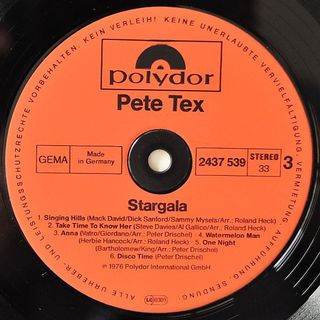 KEINE UNERLAUBTE VERVIELFÄLTIGUNG, VERMIETUNG, AUFFÜHRUNG, SENDUNG!
ALLE URHEBER- UND LEISTUNGSSCHUTZRECHTE VORBEHALTEN!
polydor
Pete Tex
GEMA
Made in Germany
2437 539
STEREO
33
3
Stargala
1. Singing Hills (Mack David/Dick Sanford/Sammy Mysels/Arr.: Roland Heck)
2. Take Time To Know Her (Steve Davies/Al Gallico/Arr.: Roland Heck)
3. Anna (Vatro/Giordano/Arr.: Peter Drischel) 4. Watermelon Man
(Herbie Hancock/Arr.: Roland Heck) 5. One Night
(Bartholomew/King/Arr.: Peter Drischel)
6. Disco Time (Peter Drischel)
℗ 1976 Polydor International GmbH
LC 0309